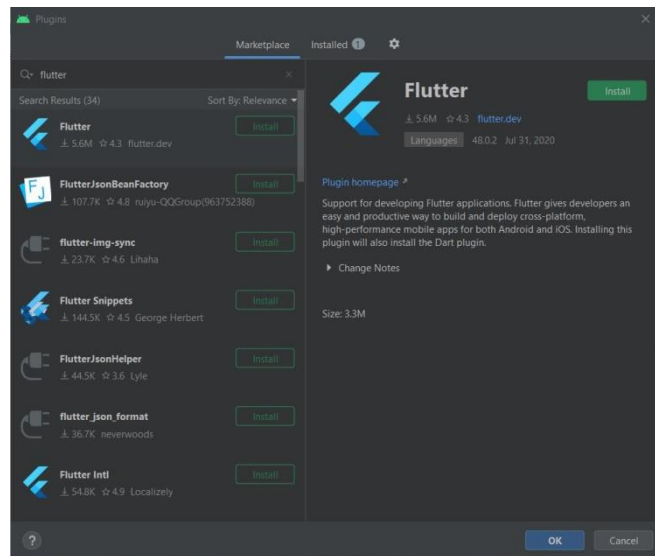 Plugins
Marketplace Installed 1
flutter
Search Results (34) Sort By: Relevance
Flutter
Install
5.6M 4.3 flutter.dev
FlutterJsonBeanFactory
Install
107.7K 4.8 ruiyu-QQGroup(963752388)
flutter-img-sync
Install
23.7K 4.6 Lihaha
Flutter Snippets
Install
144.5K 4.5 George Herbert
FlutterJsonHelper
Install
44.5K 3.6 Lyle
flutter_json_format
Install
36.7K neverwoods
Flutter Intl
Install
54.8K 4.9 Localizely
Flutter
Install
5.6M 4.3 flutter.dev
Languages 48.0.2 Jul 31, 2020
Plugin homepage
Support for developing Flutter applications. Flutter gives developers an
easy and productive way to build and deploy cross-platform,
high-performance mobile apps for both Android and iOS. Installing this
plugin will also install the Dart plugin.
Change Notes
Size: 3.3M
?
OK Cancel